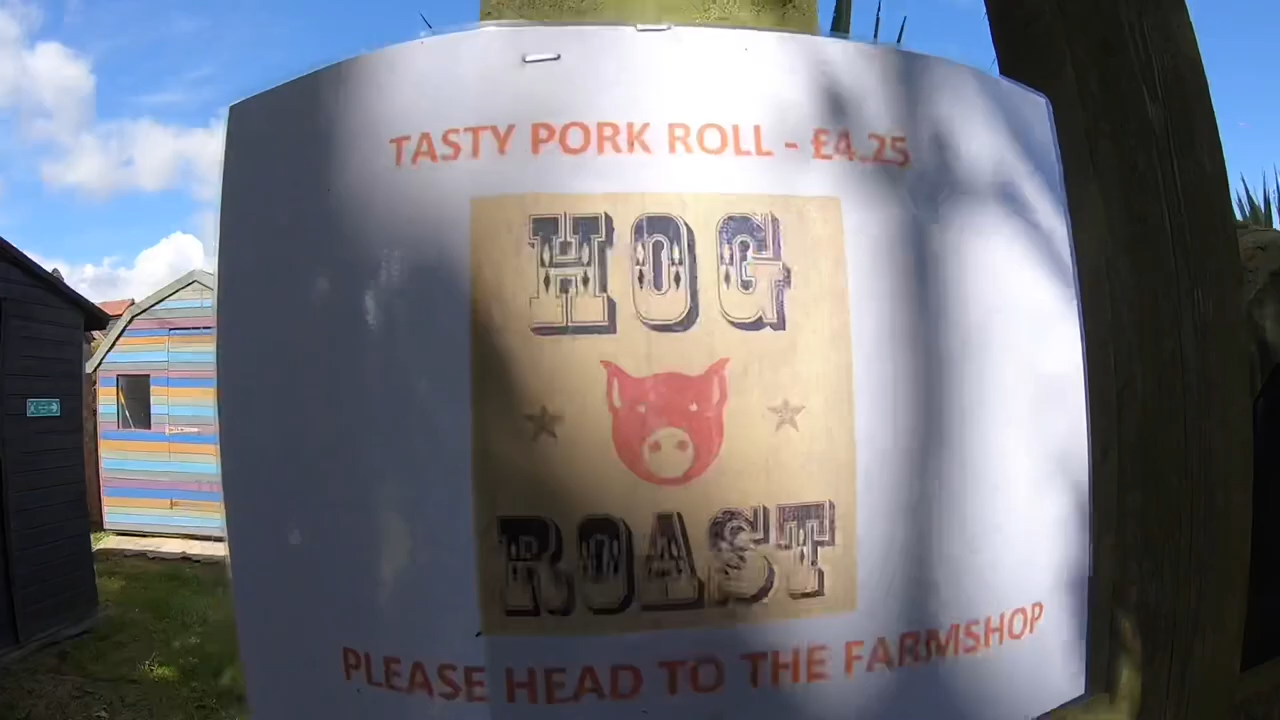 TASTY PORK ROLL - £4.25
HOG
ROAST
PLEASE HEAD TO THE FARMSHOP